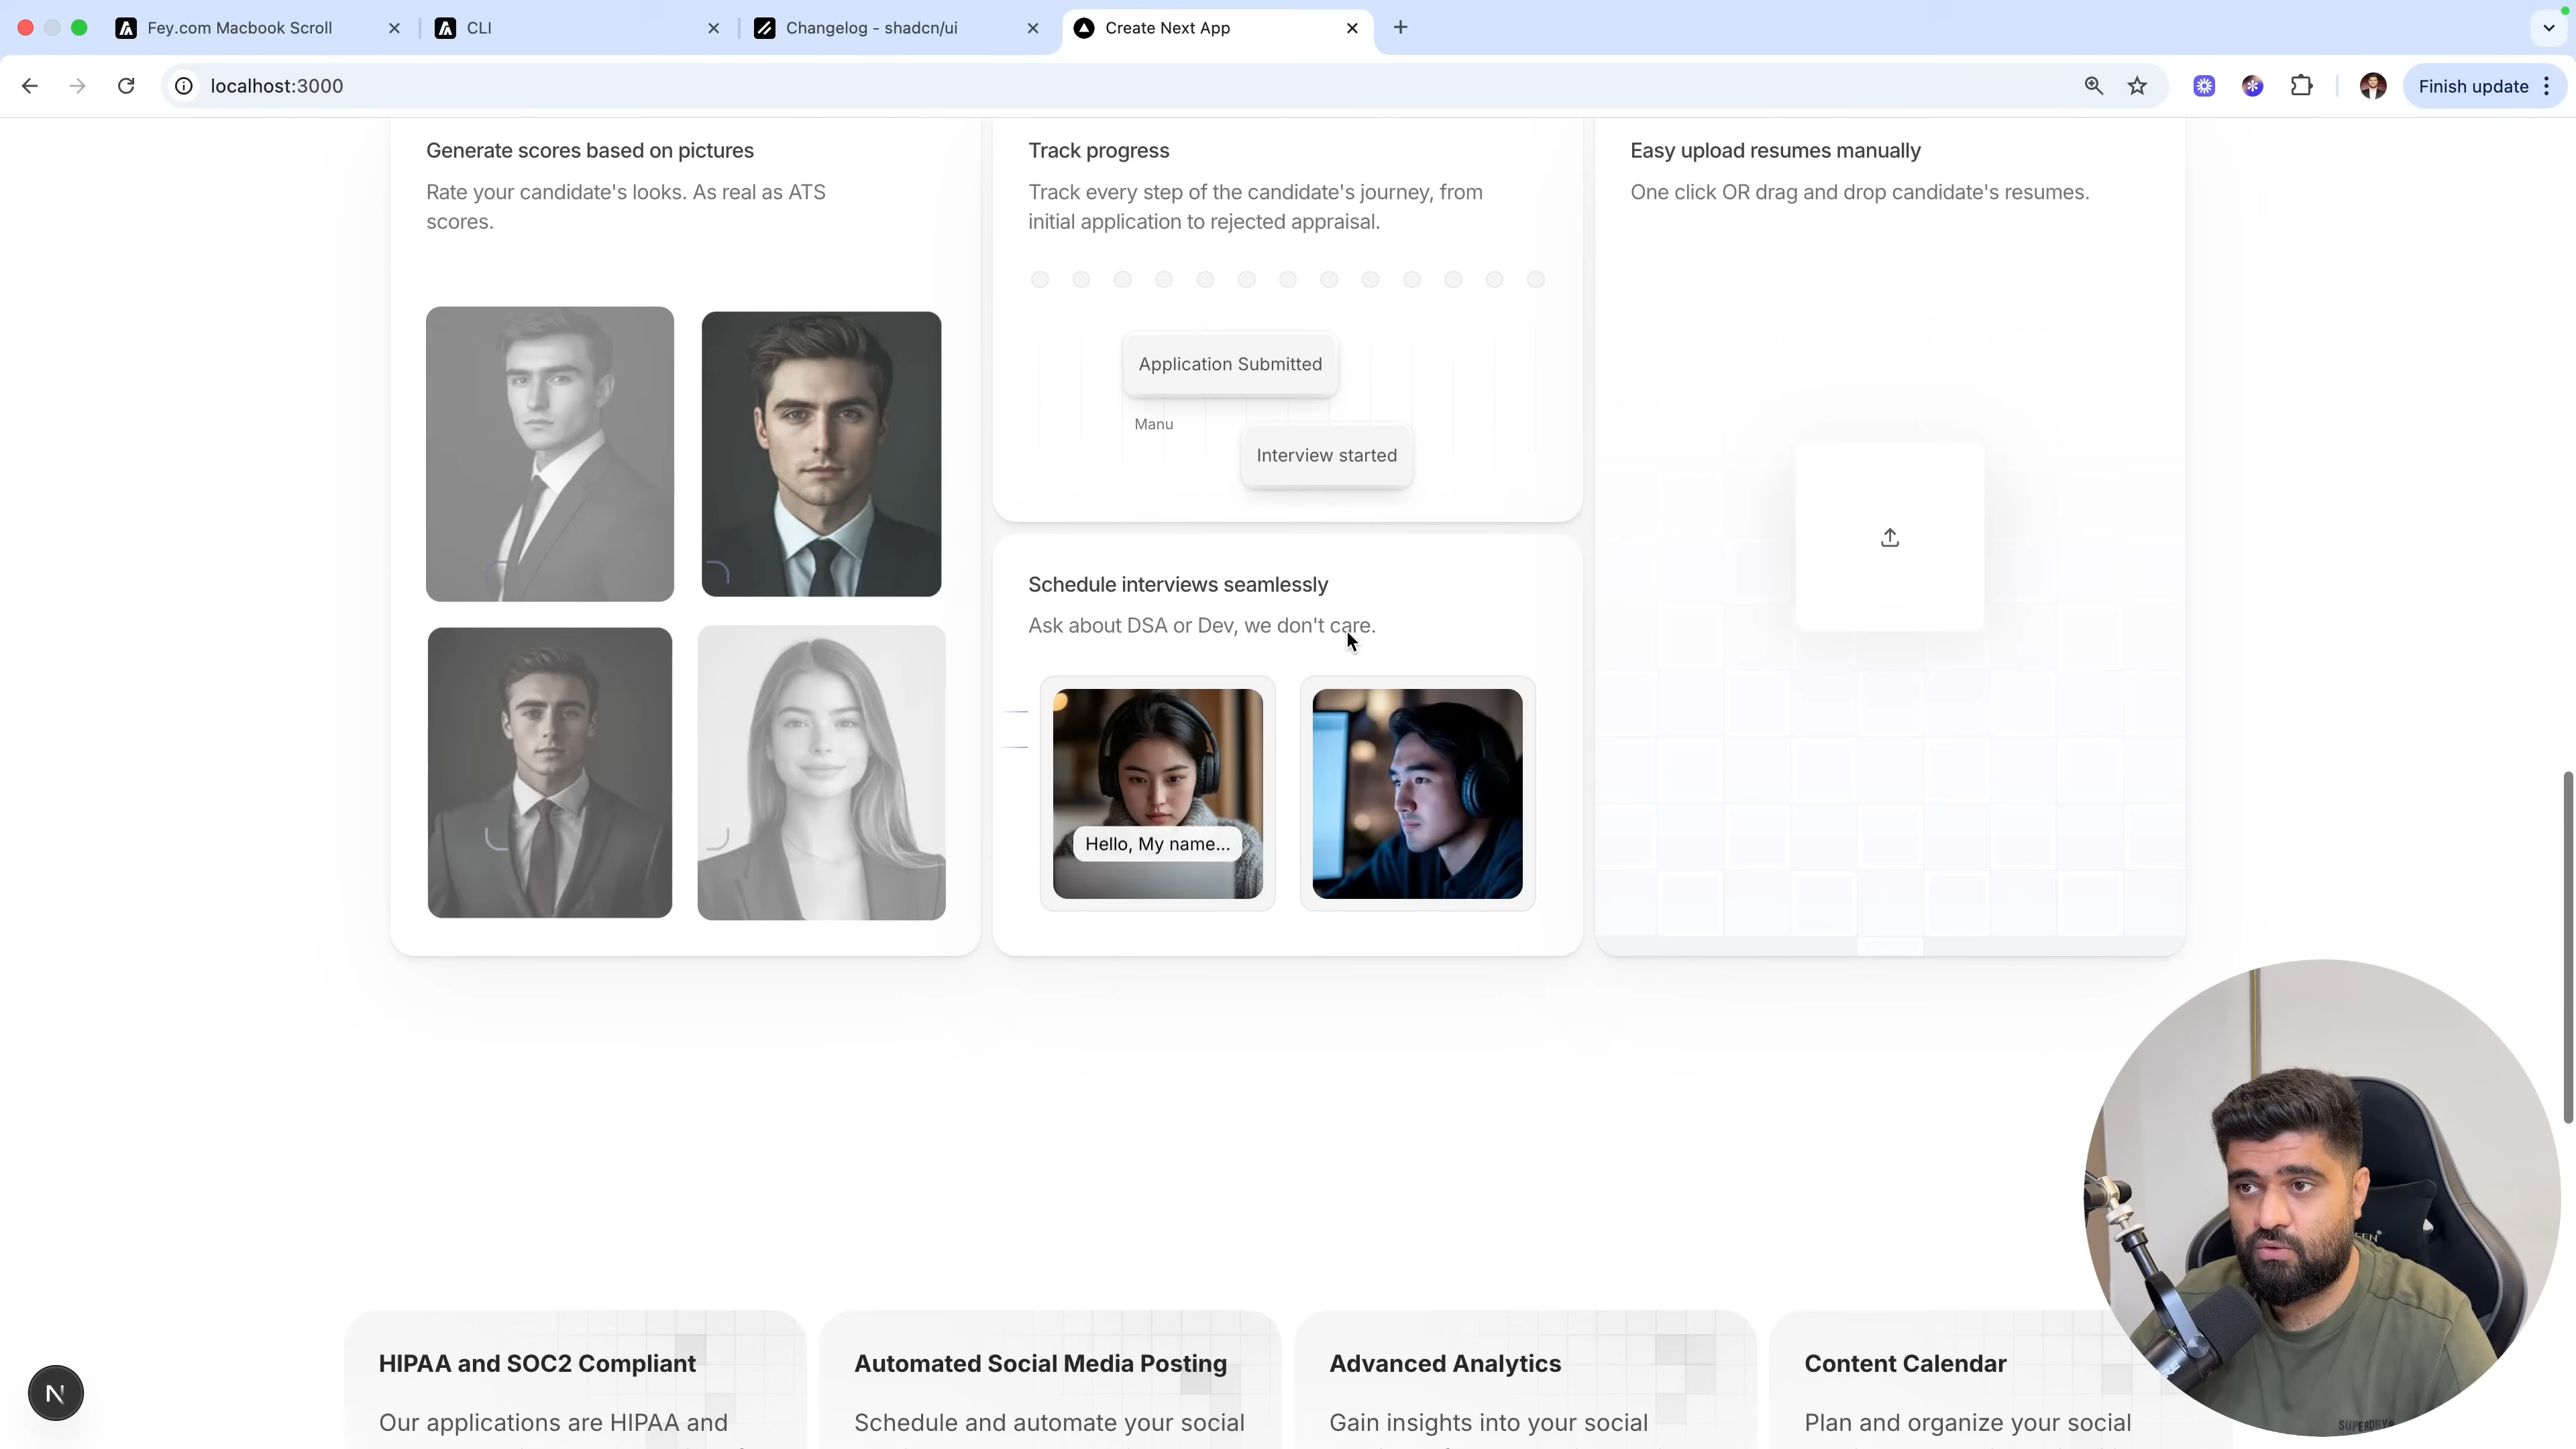 Fey.com Macbook Scroll
CLI
Changelog - shadcn/ui
Create Next App
localhost:3000
Finish update
Generate scores based on pictures
Rate your candidate's looks. As real as ATS
scores.
Track progress
Track every step of the candidate's journey, from
initial application to rejected appraisal.
Application Submitted
Manu
Interview started
Easy upload resumes manually
One click OR drag and drop candidate's resumes.
Schedule interviews seamlessly
Ask about DSA or Dev, we don't care.
Hello, My name...
HIPAA and SOC2 Compliant
Our applications are HIPAA and
Automated Social Media Posting
Schedule and automate your social
Advanced Analytics
Gain insights into your social
Content Calendar
Plan and organize your social
N